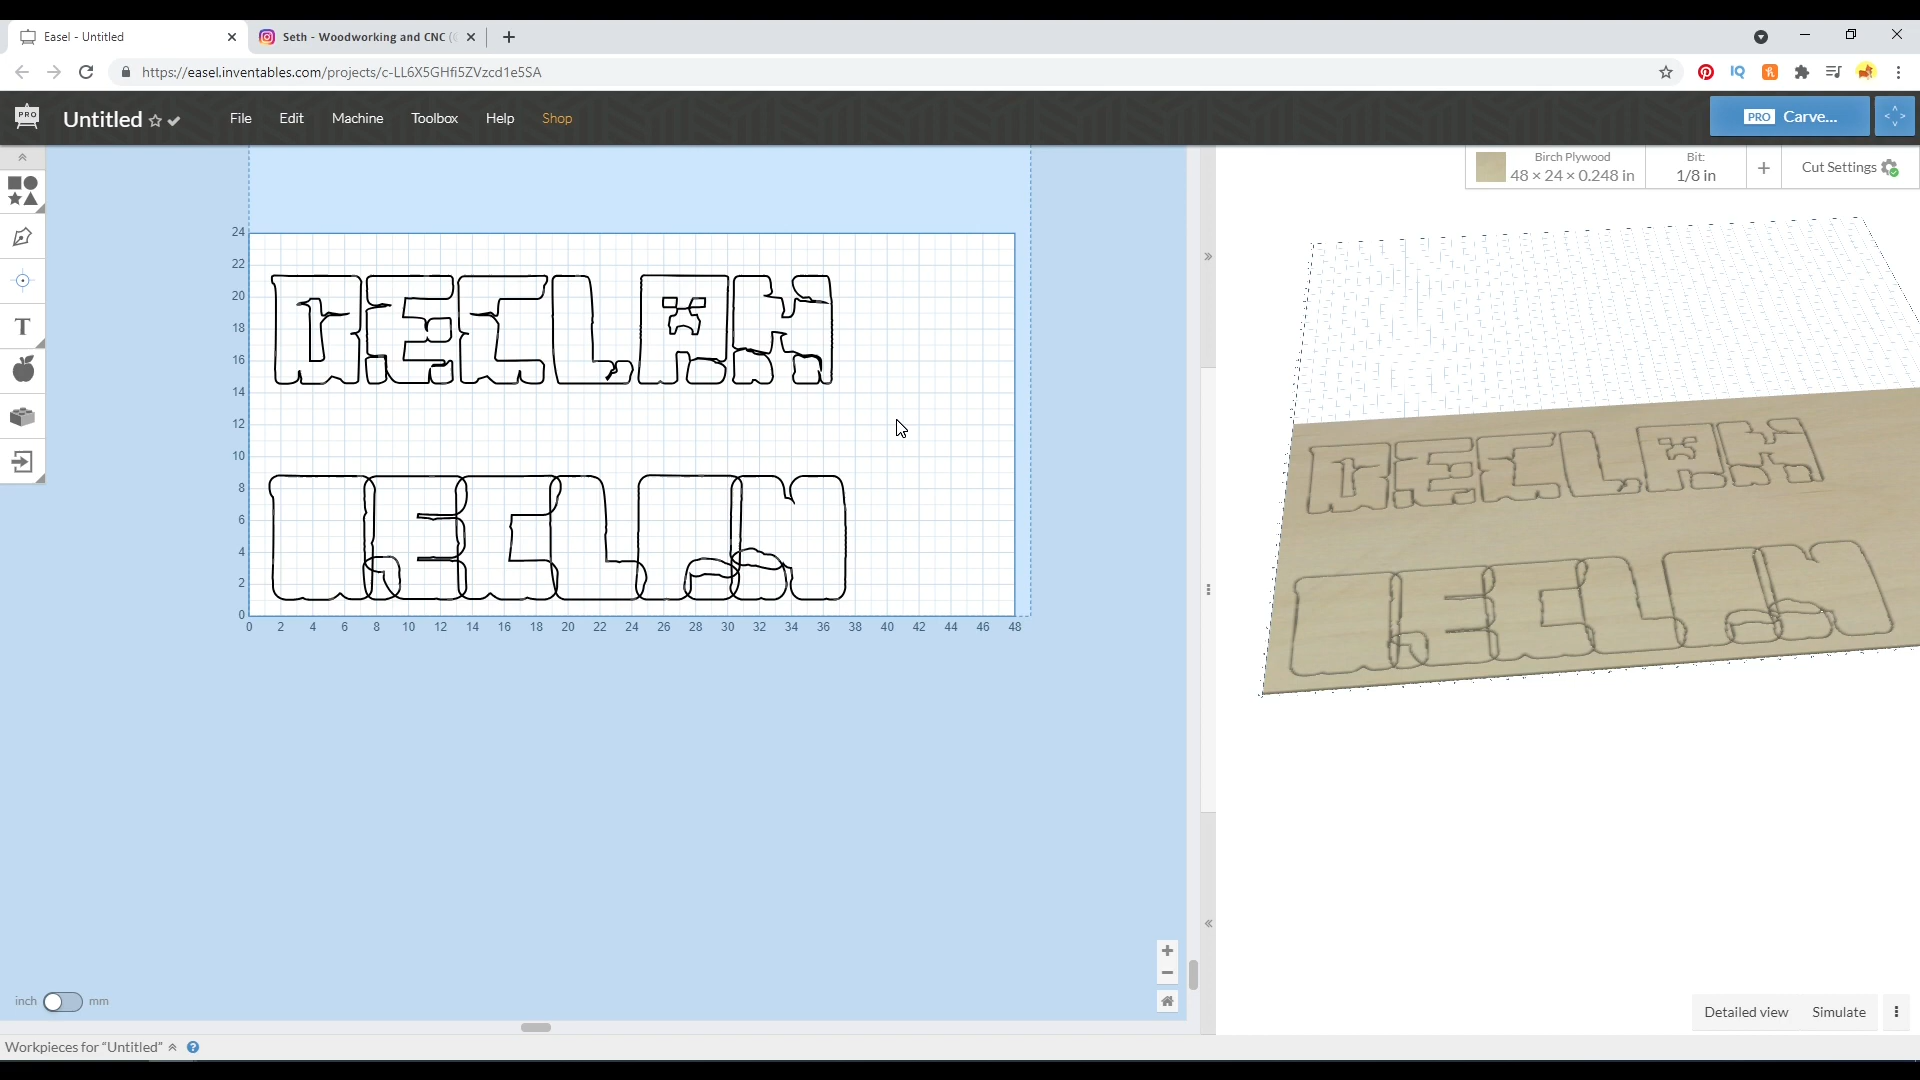 Easel - Untitled
Seth - Woodworking and CNC (
https://easel.inventables.com/projects/c-LL6X5GHfi5ZVzcd1e5SA
PRO
Untitled
File Edit Machine Toolbox Help Shop
PRO Carve...
Birch Plywood
48 × 24 × 0.248 in
Bit:
1/8 in
+
Cut Settings
T
24
22
20
18
16
14
12
10
8
6
4
2
0
0 2 4 6 8 10 12 14 16 18 20 22 24 26 28 30 32 34 36 38 40 42 44 46 48
DECLAN
inch mm
Detailed view Simulate
Workpieces for “Untitled” ?